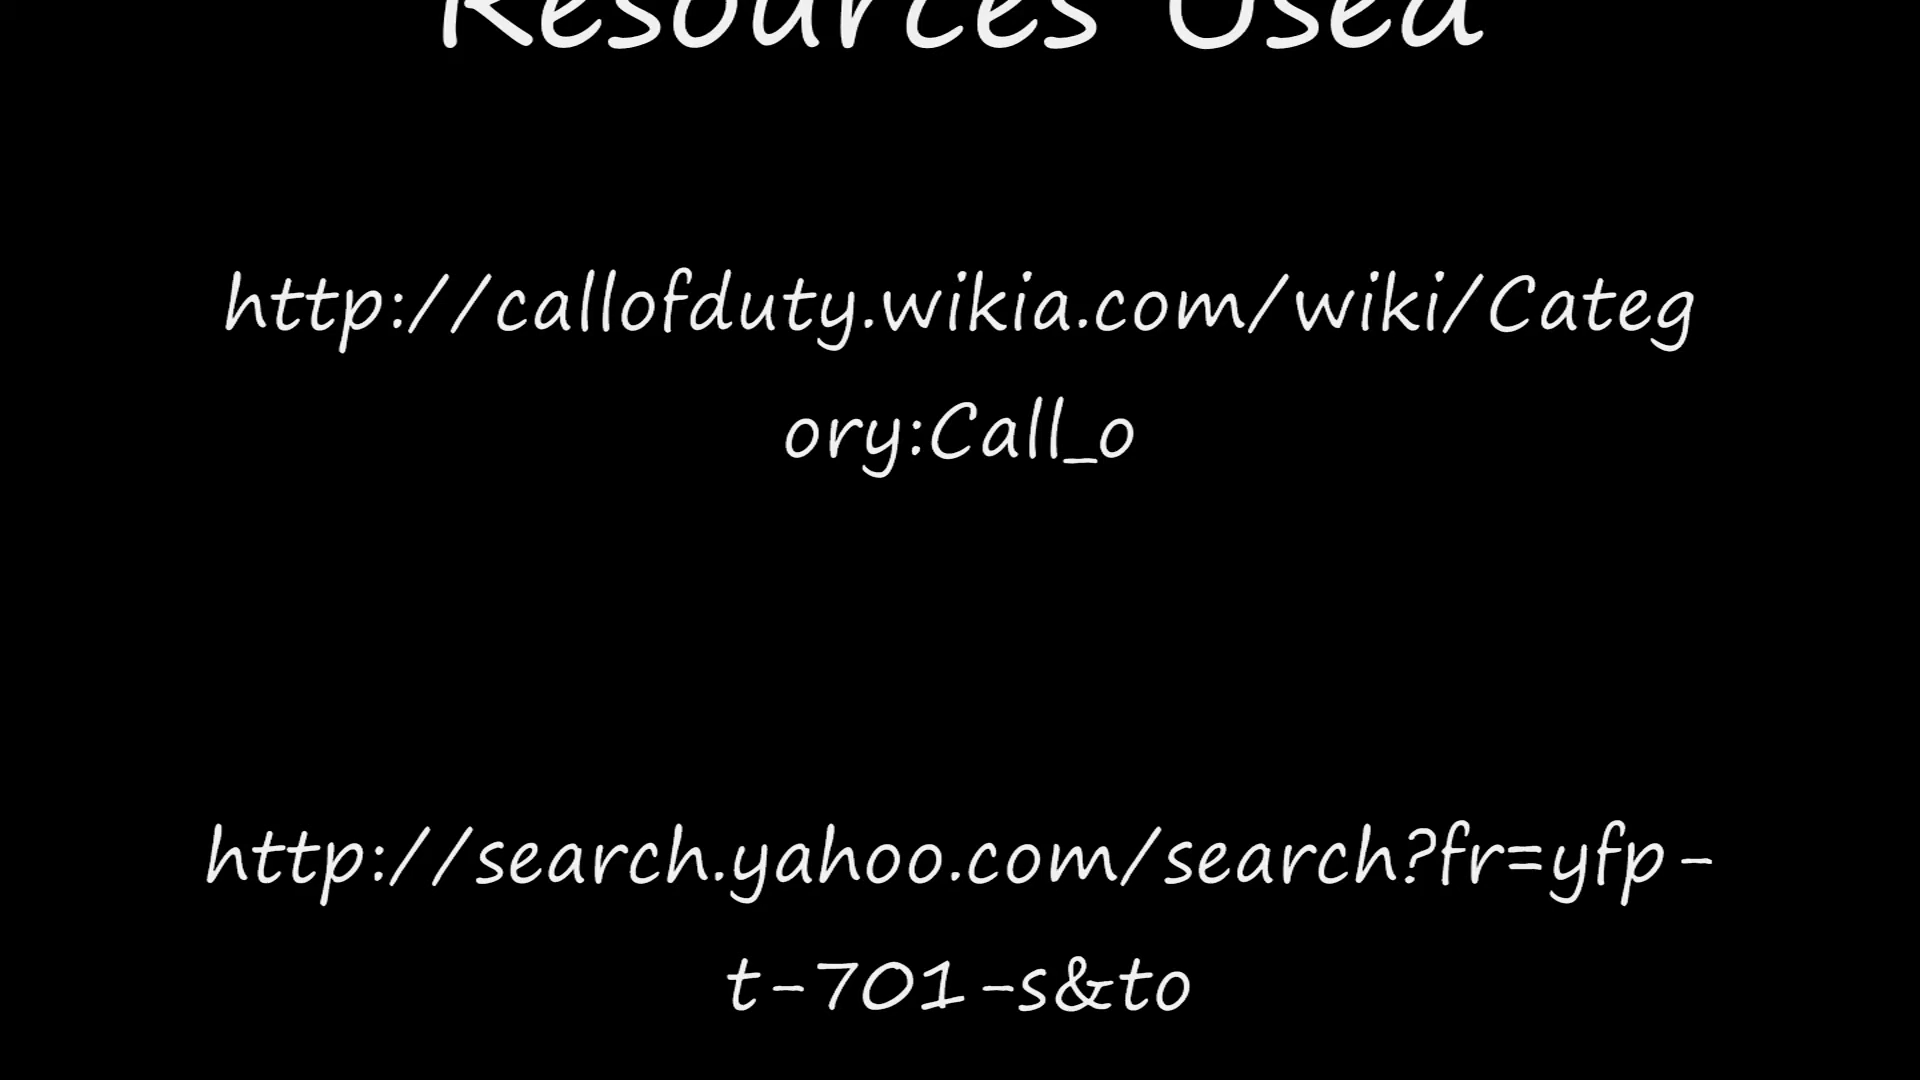 Resources Used
http://callofduty.wikia.com/wiki/Categ
ory:Call_o
http://search.yahoo.com/search?fr=yfp-
t-701-s&to